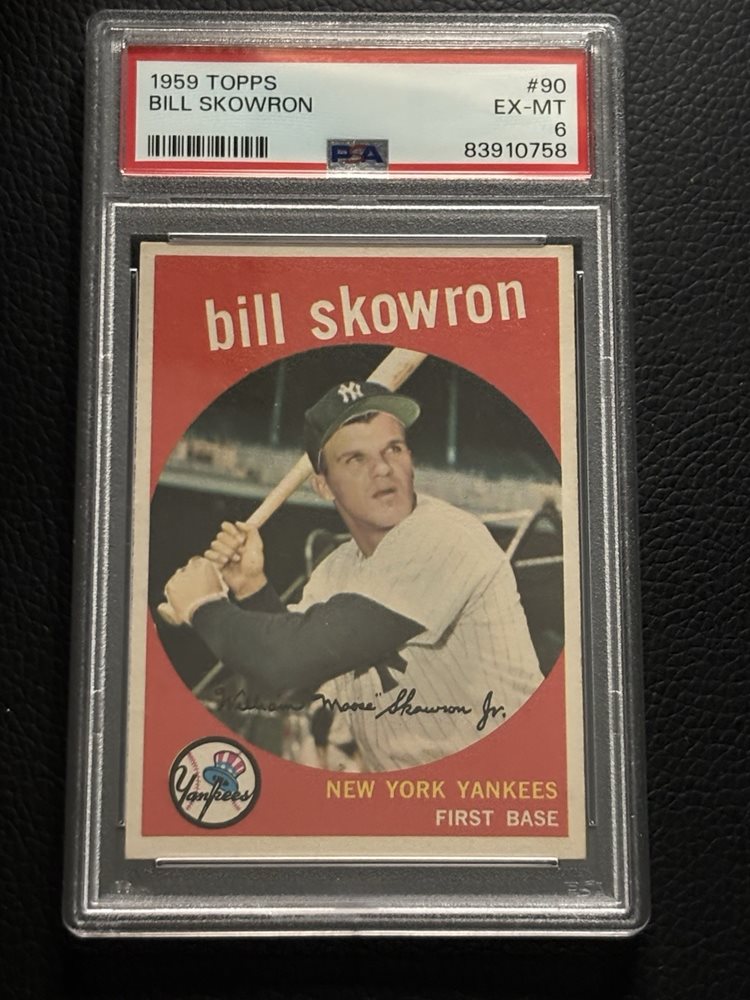 1959 TOPPS #90
BILL SKOWRON EX-MT
6
PSA 83910758
bill skowron
NY
William "Moose" Skowron Jr.
Yankees
NEW YORK YANKEES
FIRST BASE